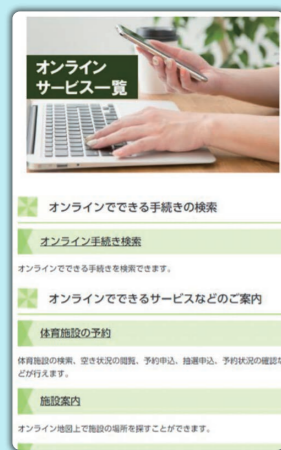 オンライン
サービス一覧
オンラインでできる手続きの検索
オンライン手続き検索
オンラインでできる手続きを検索できます。
オンラインでできるサービスなどのご案内
体育施設の予約
体育施設の検索、空き状況の閲覧、予約申込、抽選申込、予約状況の確認な
どが行えます。
施設案内
オンライン地図上で施設の場所を探すことができます。